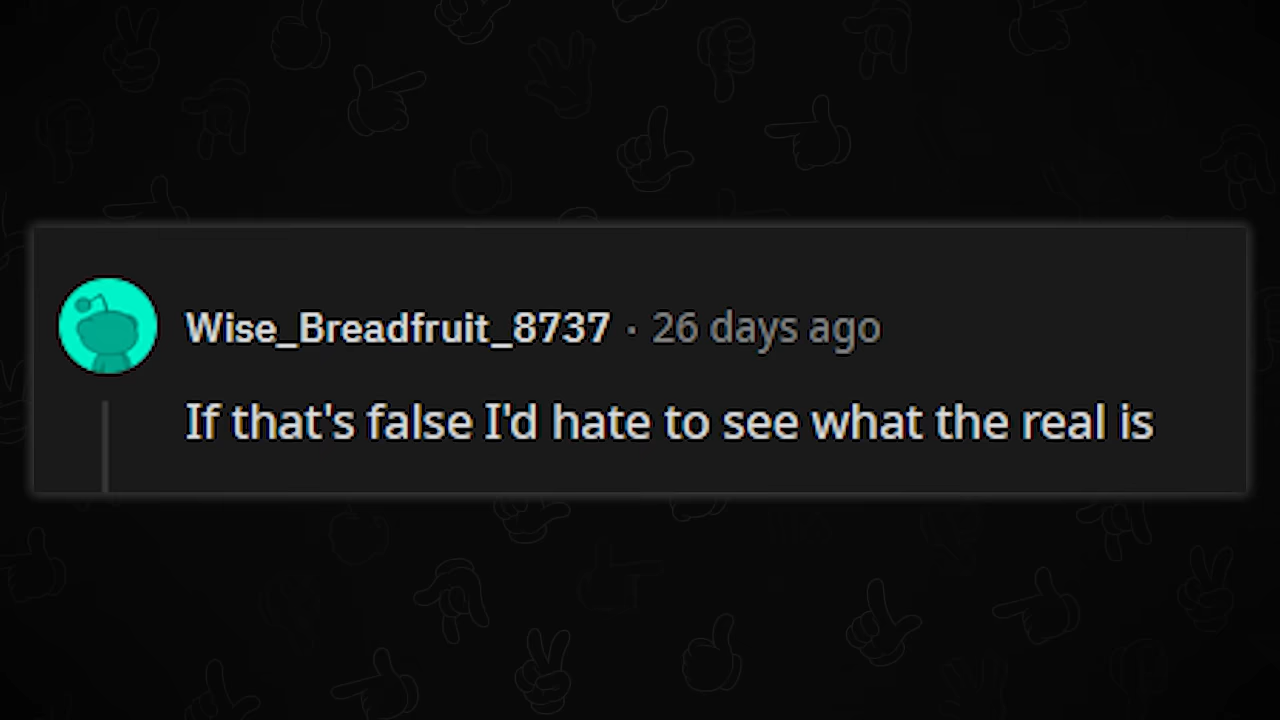 Wise_Breadfruit_8737 · 26 days ago
If that's false I'd hate to see what the real is